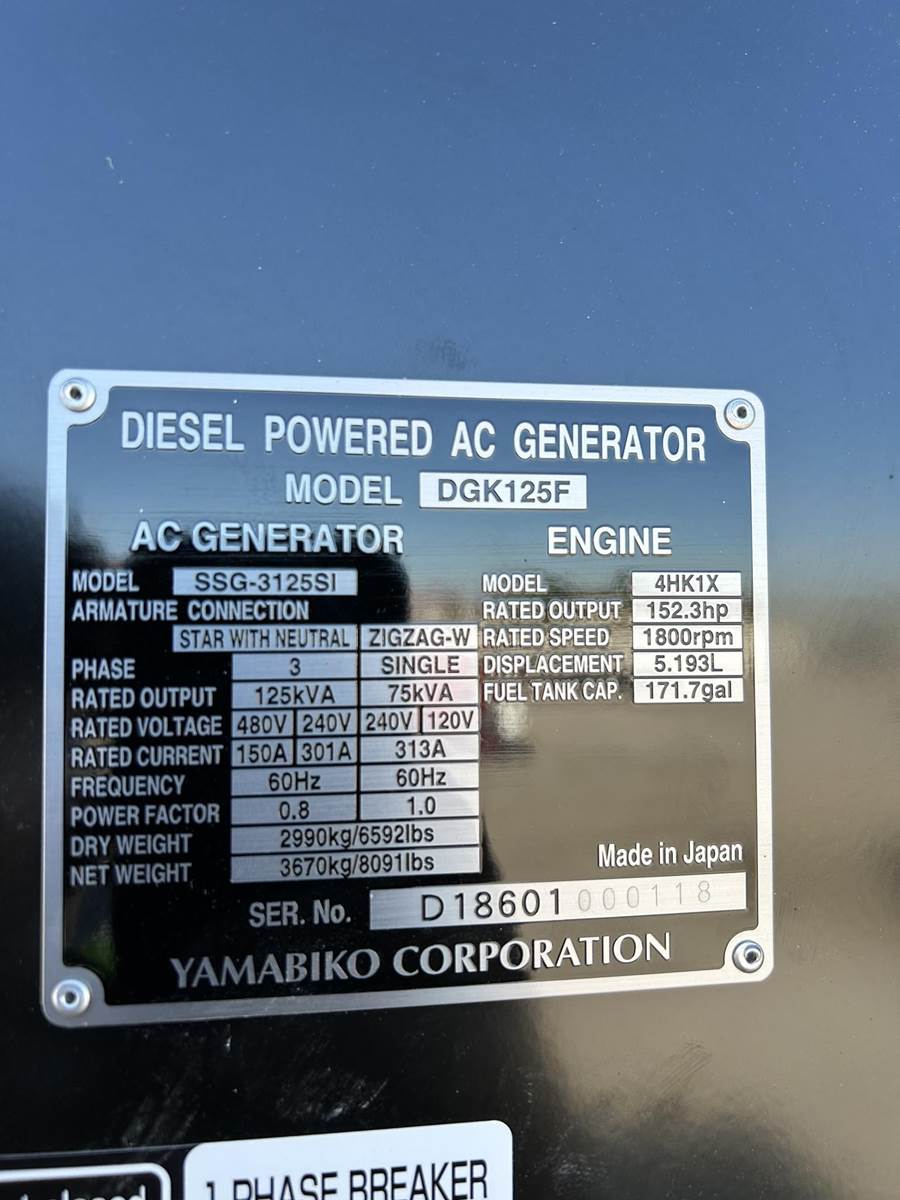 DIESEL POWERED AC GENERATOR
MODEL DGK125F
AC GENERATOR
MODEL SSG-3125SI
ARMATURE CONNECTION
STAR WITH NEUTRAL ZIGZAG-W
PHASE 3 SINGLE
RATED OUTPUT 125kVA 75kVA
RATED VOLTAGE 480V 240V 240V 120V
RATED CURRENT 150A 301A 313A
FREQUENCY 60Hz 60Hz
POWER FACTOR 0.8 1.0
DRY WEIGHT 2990kg/6592lbs
NET WEIGHT 3670kg/8091lbs
ENGINE
MODEL 4HK1X
RATED OUTPUT 152.3hp
RATED SPEED 1800rpm
DISPLACEMENT 5.193L
FUEL TANK CAP. 171.7gal
Made in Japan
SER. No. D18601 000118
YAMABIKO CORPORATION
closed
1 PHASE BREAKER